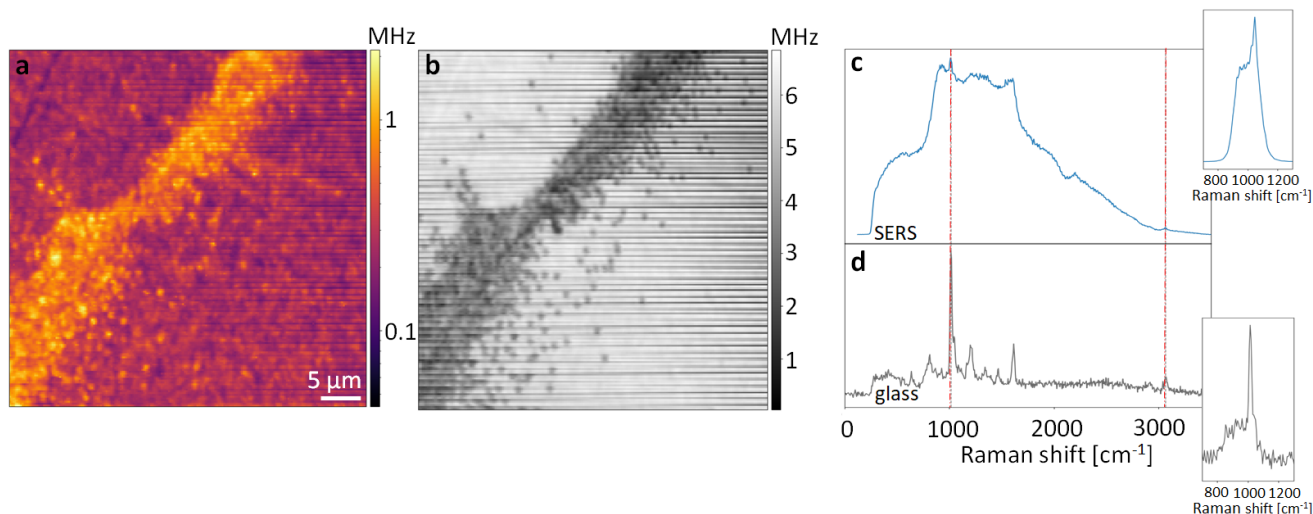 a
MHz
1
0.1
5 μm
b
MHz
6
5
4
3
2
1
c
SERS
d
glass
0
1000
2000
3000
Raman shift [cm-1]
800
1000
1200
Raman shift [cm-1]
800
1000
1200
Raman shift [cm-1]